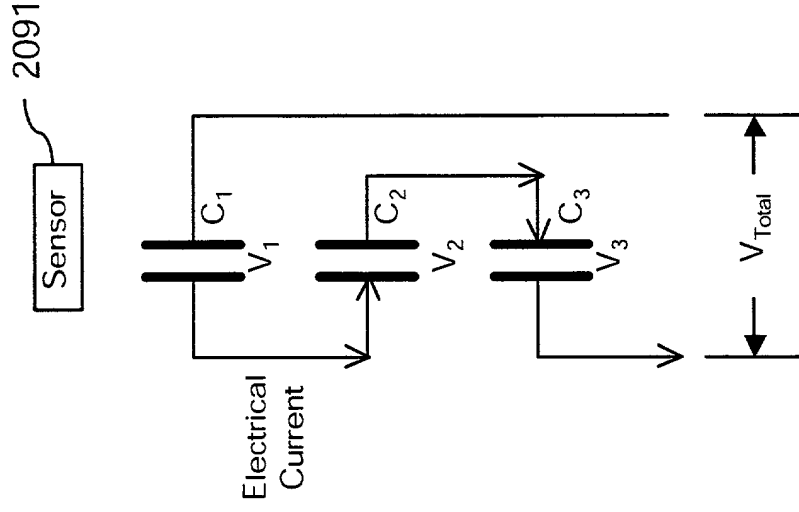 2091
Sensor
C1
V1
C2
V2
C3
V3
Electrical
Current
VTotal